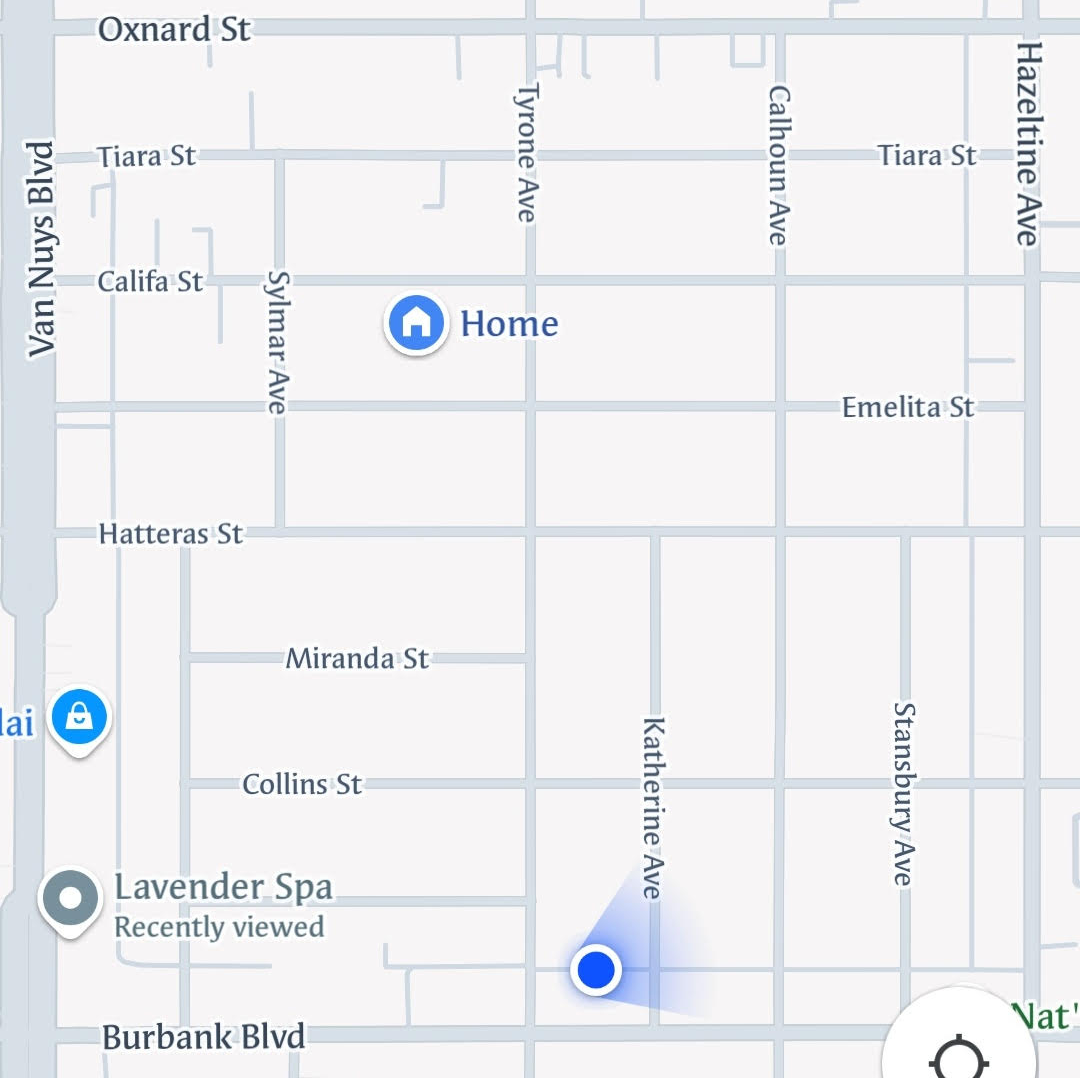 Oxnard St
Hazeltine Ave
Tyrone Ave
Calhoun Ave
Van Nuys Blvd
Tiara St
Tiara St
Califa St
Sylmar Ave
Home
Emelita St
Hatteras St
Miranda St
Stansbury Ave
lai
Katherine Ave
Collins St
Lavender Spa
Recently viewed
Nat'
Burbank Blvd